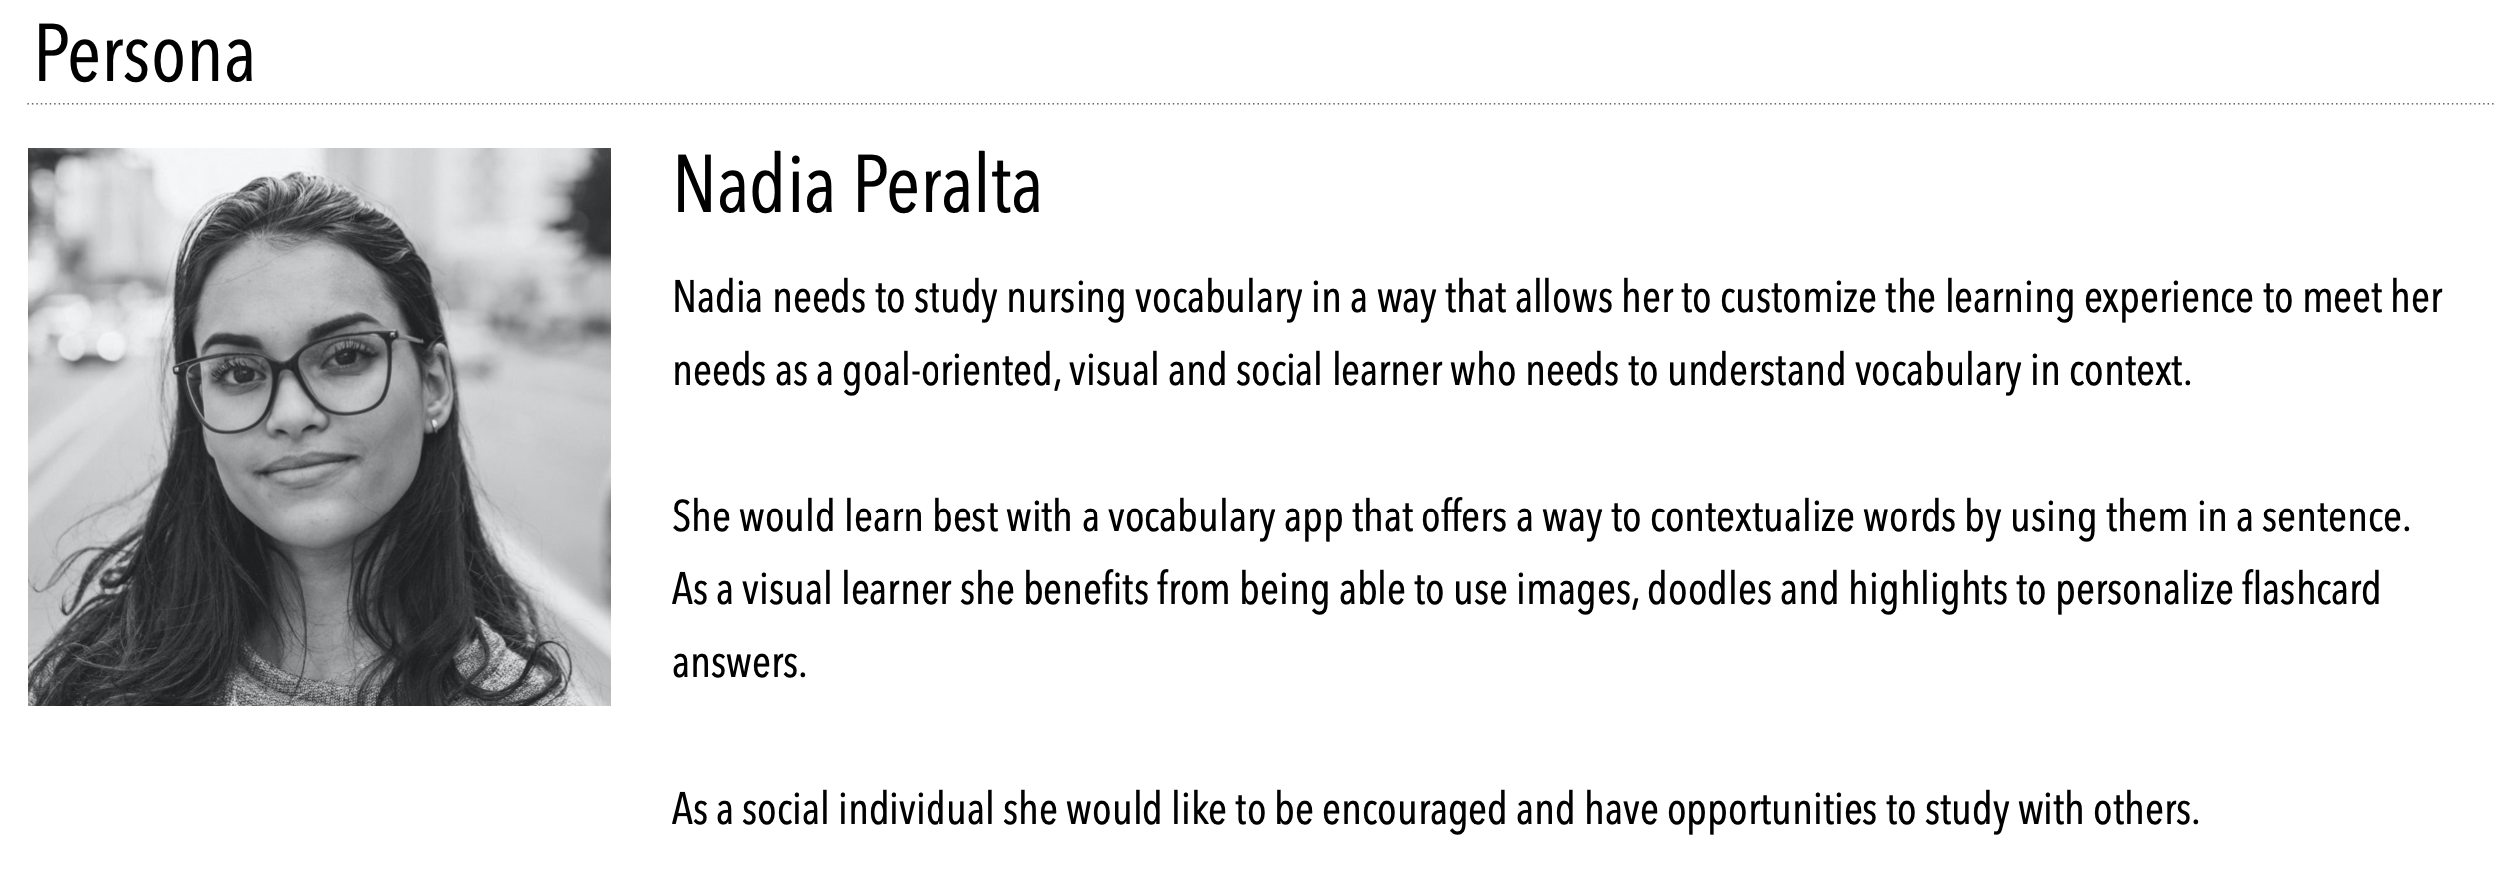 Persona
Nadia Peralta
Nadia needs to study nursing vocabulary in a way that allows her to customize the learning experience to meet her
needs as a goal-oriented, visual and social learner who needs to understand vocabulary in context.
She would learn best with a vocabulary app that offers a way to contextualize words by using them in a sentence.
As a visual learner she benefits from being able to use images, doodles and highlights to personalize flashcard
answers.
As a social individual she would like to be encouraged and have opportunities to study with others.